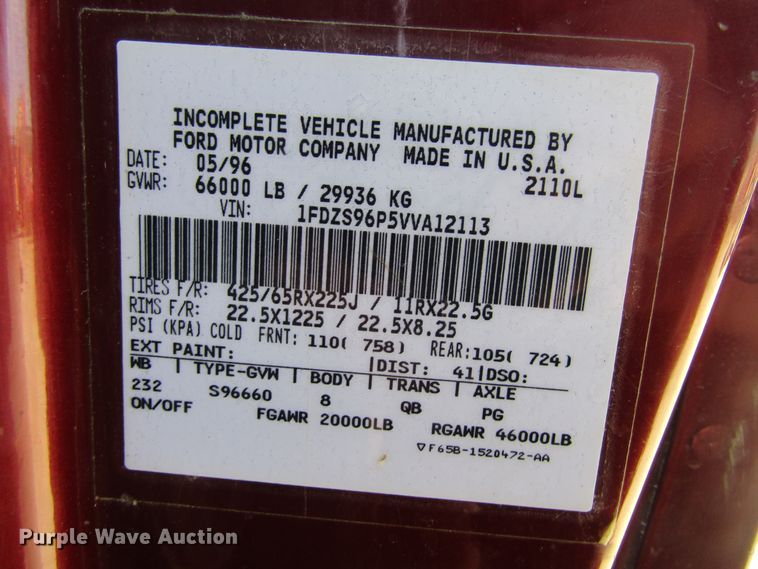 INCOMPLETE VEHICLE MANUFACTURED BY
FORD MOTOR COMPANY MADE IN U.S.A.
DATE: 05/96 2110L
GVWR: 66000 LB / 29936 KG
VIN: 1FDZS96P5VVA12113
TIRES F/R: 425/65RX225J / 11RX22.5G
RIMS F/R: 22.5X1225 / 22.5X8.25
PSI (KPA) COLD FRNT: 110( 758) REAR:105( 724)
EXT PAINT: |DIST: 41|DSO:
WB | TYPE-GVW | BODY | TRANS | AXLE
232 S96660 8 QB PG
ON/OFF FGAWR 20000LB RGAWR 46000LB
▽F65B-1520472-AA
Purple Wave Auction